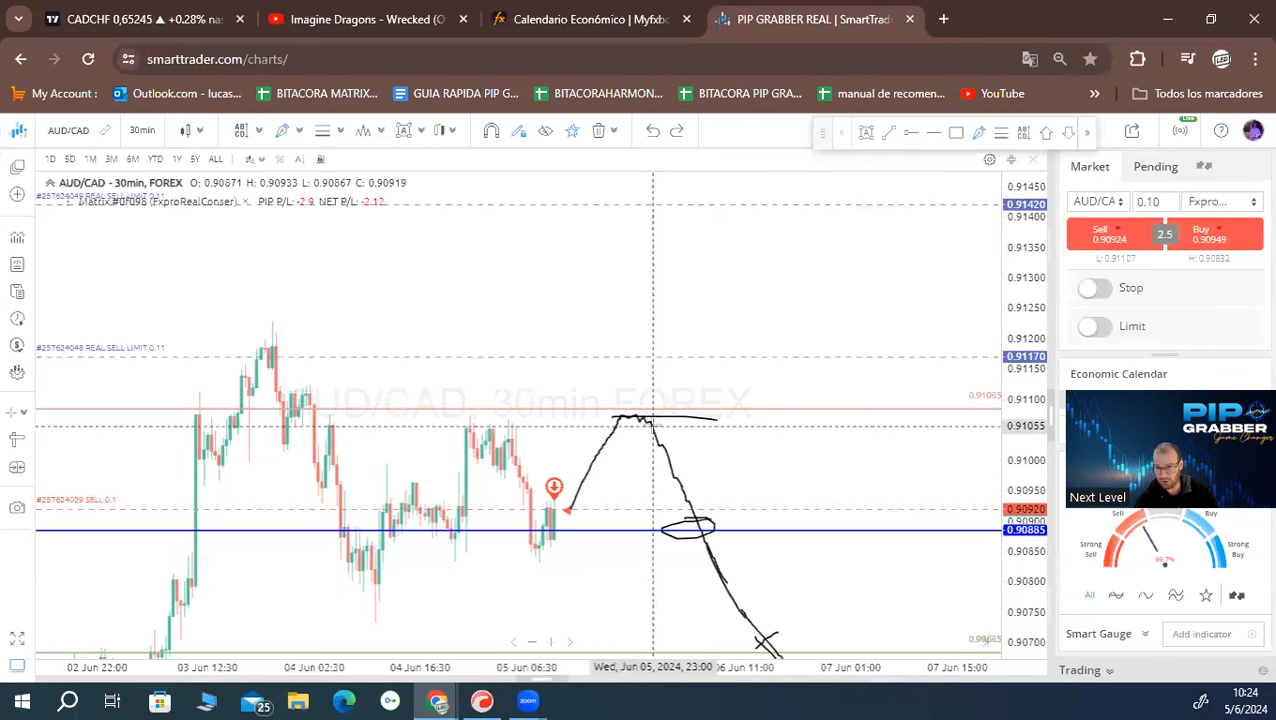 CADCHF 0,65245 ▲ +0.28% na
Imagine Dragons - Wrecked (O
Calendario Económico | Myfxbo
PIP GRABBER REAL | SmartTrade
smarttrader.com/charts/
LED
My Account :
Outlook.com - lucas...
BITACORA MATRIX...
GUIA RAPIDA PIP G...
BITACORAHARMON...
BITACORA PIP GRA...
manual de recomen...
YouTube
Todos los marcadores
AUD/CAD
30min
LIVE
1D 5D 1M 3M 6M YTD 1Y 5Y ALL
AUD/CAD - 30min, FOREX O: 0.90871 H: 0.90933 L: 0.90867 C: 0.90919
#257624048 REAL SELL LIMIT 0.11
Matrix #0F098 (FxproRealConser) × PIP P/L: -2.9 NET P/L: -2.12
#257624048 REAL SELL LIMIT 0.11
AUD/CAD, 30min FOREX
#257624029 SELL 0.1
0.91085
0.90685
0.91450
0.91420
0.91400
0.91350
0.91300
0.91250
0.91200
0.91170
0.91150
0.91100
0.91055
0.91000
0.90950
0.90920
0.90900
0.90885
0.90850
0.90800
0.90750
0.90700
02 Jun 22:00
03 Jun 12:30
04 Jun 02:30
04 Jun 16:30
05 Jun 06:30
Wed, Jun 05, 2024, 23:00
06 Jun 11:00
07 Jun 01:00
07 Jun 15:00
Market
Pending
AUD/CA
0.10
Fxpro...
Sell
0.90924
2.5
Buy
0.90949
L: 0.91107
H: 0.90832
Stop
Limit
Economic Calendar
PIP
GRABBER
Game Changer
Next Level
Sell
Buy
Strong
Sell
Strong
Buy
66.7%
All
Smart Gauge
Add indicator
Trading
25
zoom
10:24
5/6/2024